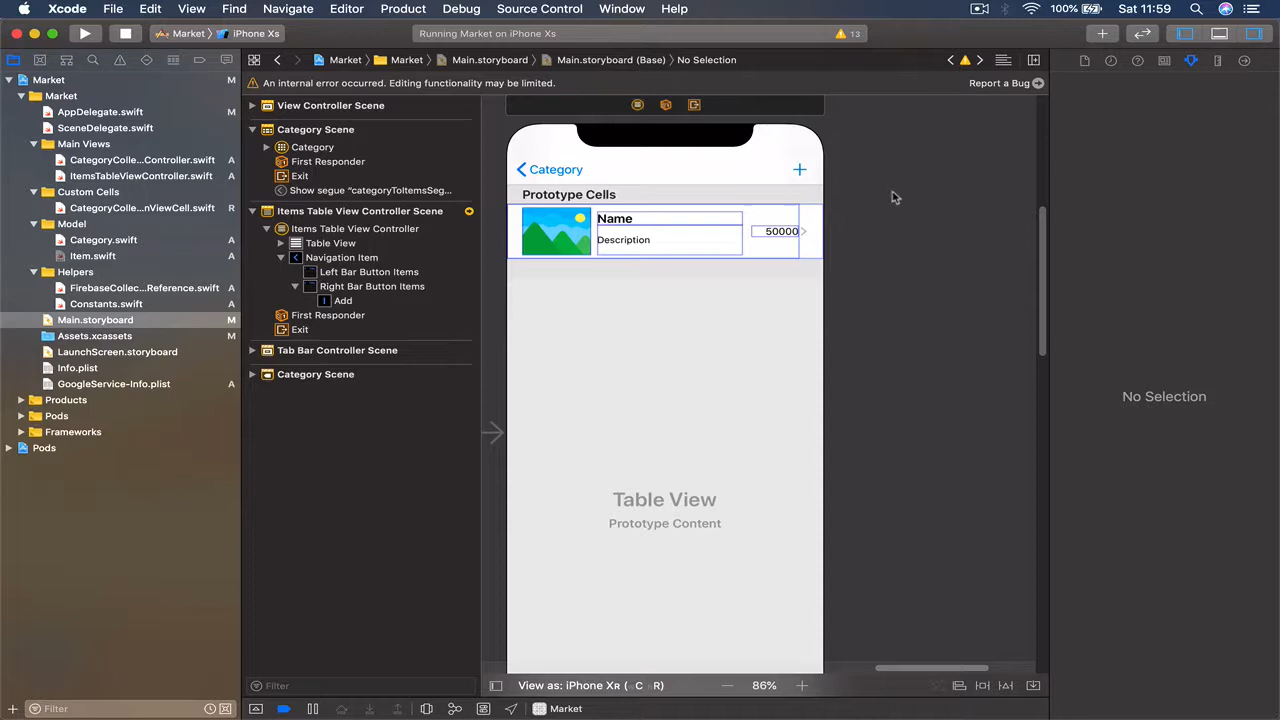 Xcode File Edit View Find Navigate Editor Product Debug Source Control Window Help 100% Sat 11:59
Market iPhone Xs
Running Market on iPhone Xs
13
Market
M
Market
AppDelegate.swift
M
SceneDelegate.swift
Main Views
CategoryColle...Controller.swift
A
ItemsTableViewController.swift
A
Custom Cells
CategoryColle...nViewCell.swift
R
Model
Category.swift
A
Item.swift
A
Helpers
FirebaseCollec...Reference.swift
A
Constants.swift
A
Main.storyboard
M
Assets.xcassets
M
LaunchScreen.storyboard
Info.plist
GoogleService-Info.plist
A
Products
Pods
Frameworks
Pods
Filter
Market Market Main.storyboard Main.storyboard (Base) No Selection
An internal error occurred. Editing functionality may be limited.
Report a Bug
View Controller Scene
Category Scene
Category
First Responder
Exit
Show segue “categoryToItemsSeg...
Items Table View Controller Scene
Items Table View Controller
Table View
Navigation Item
Left Bar Button Items
Right Bar Button Items
Add
First Responder
Exit
Tab Bar Controller Scene
Category Scene
Filter
Category
Prototype Cells
Name
Description
50000
Table View
Prototype Content
View as: iPhone XR (wC hR)
86%
Market
No Selection